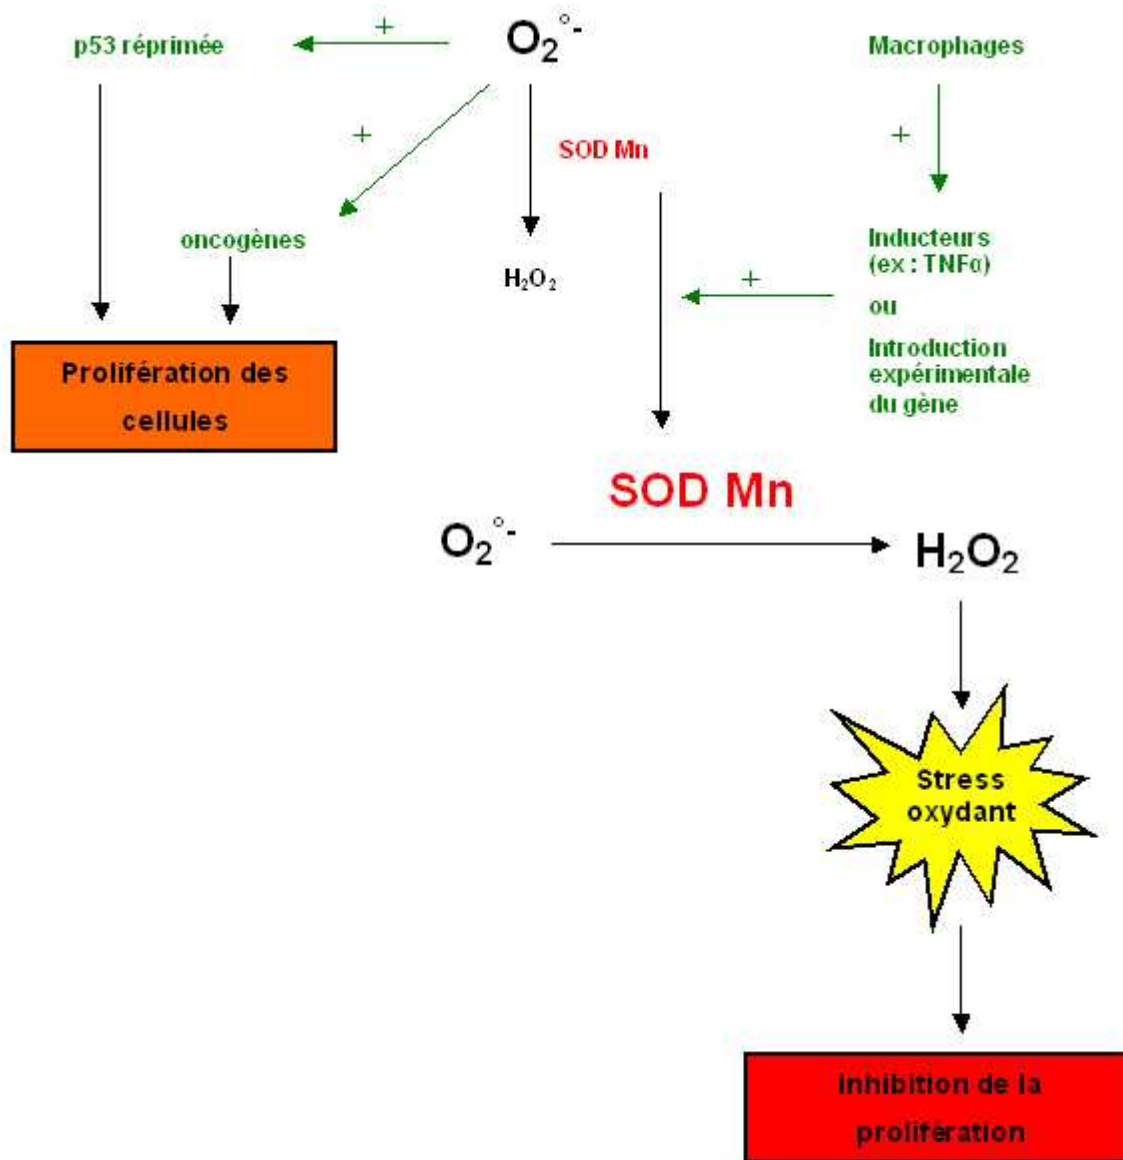 p53 réprimée
+
O₂°-
Macrophages
+
SOD Mn
+
oncogènes
H₂O₂
+
Inducteurs
(ex : TNFα)
ou
Introduction
expérimentale
du gène
Prolifération des
cellules
SOD Mn
O₂°-
H₂O₂
Stress
oxydant
Inhibition de la
prolifération